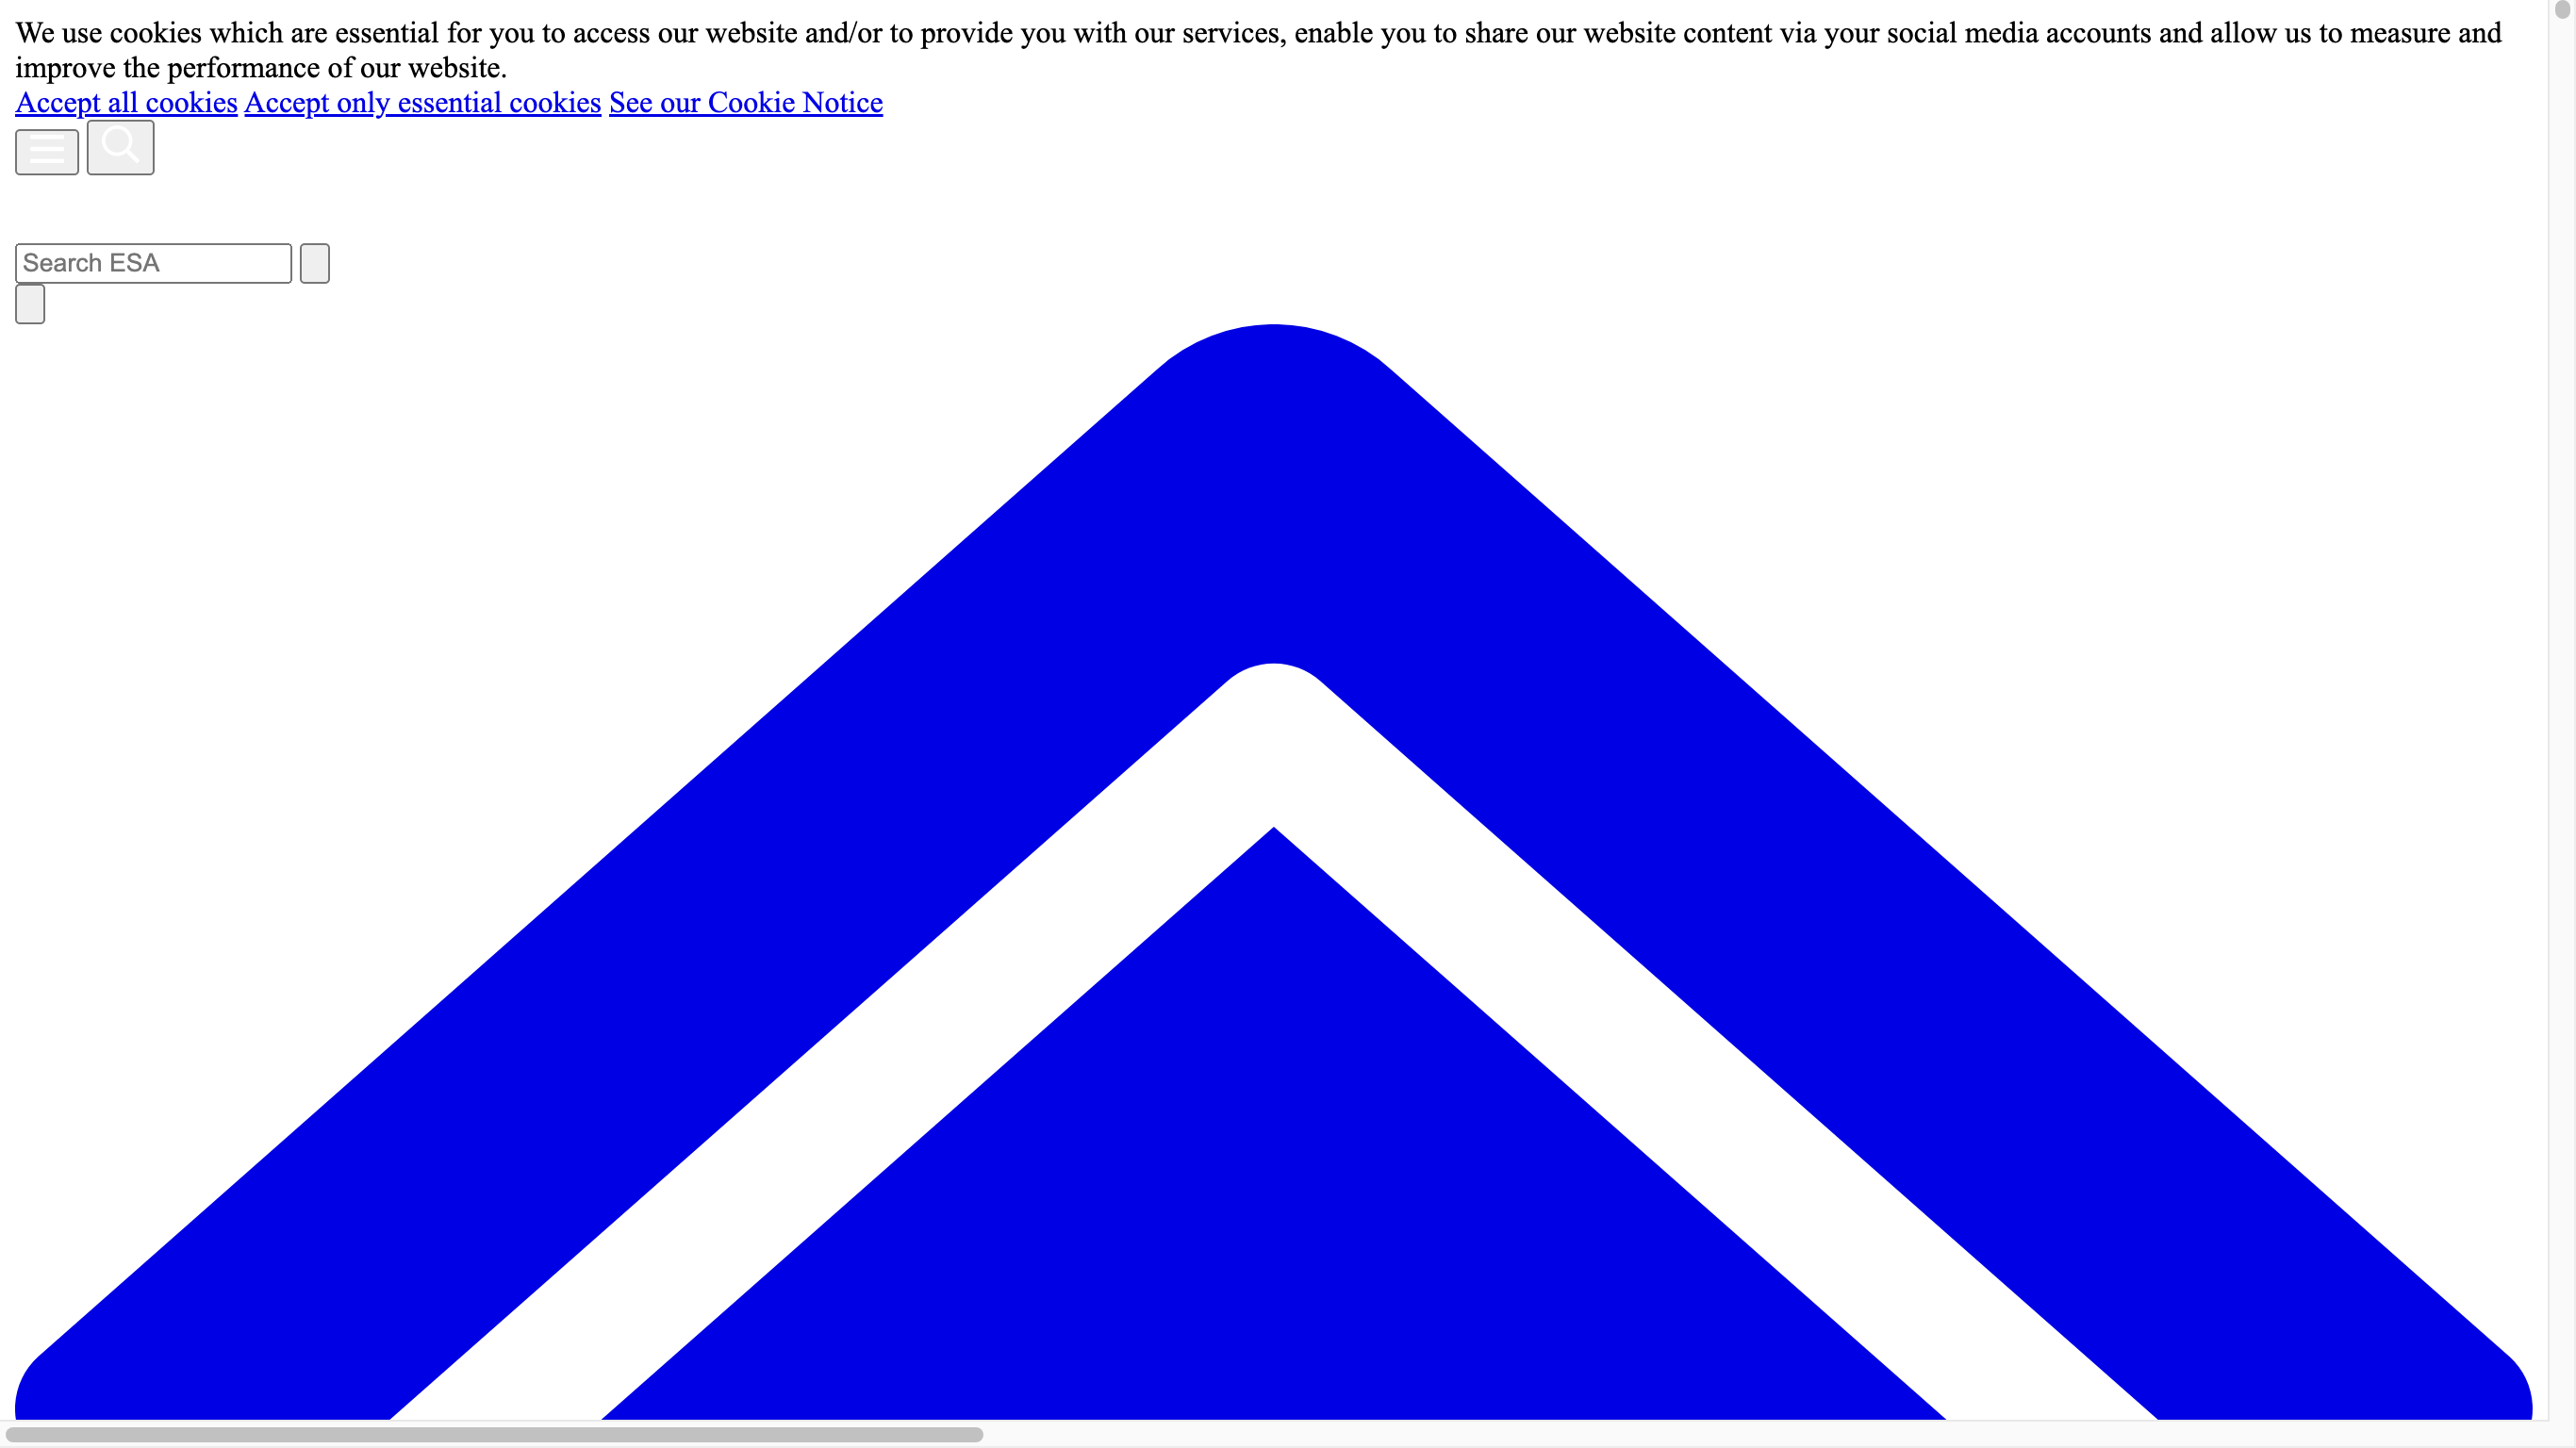 We use cookies which are essential for you to access our website and/or to provide you with our services, enable you to share our website content via your social media accounts and allow us to measure and
improve the performance of our website.
Accept all cookies Accept only essential cookies See our Cookie Notice
Search ESA